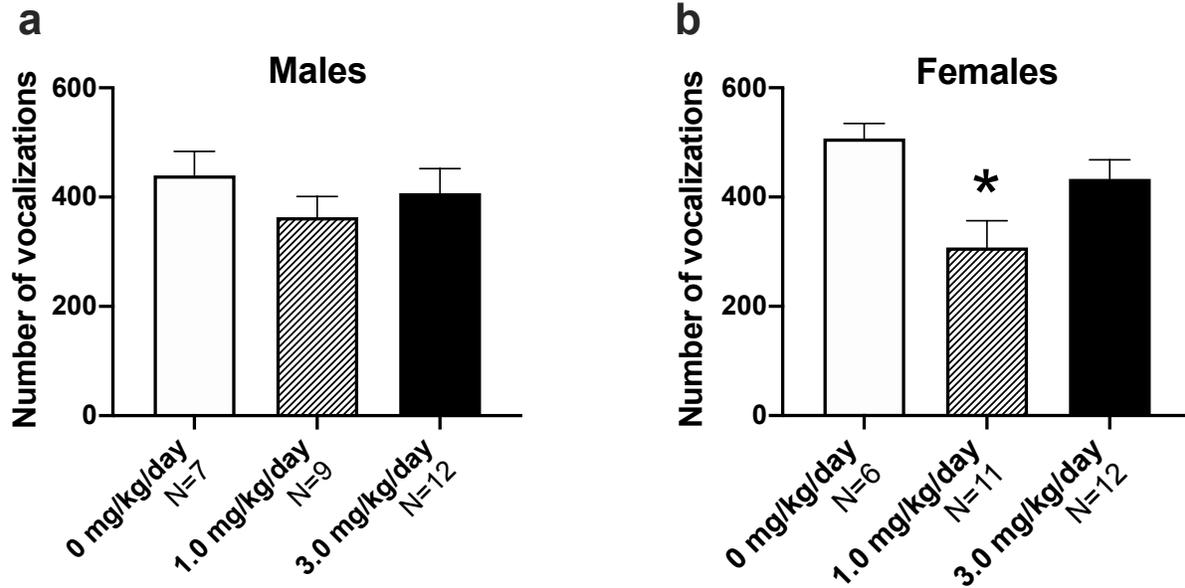 a
Males
Number of vocalizations
600
400
200
0
0 mg/kg/day
N=7
1.0 mg/kg/day
N=9
3.0 mg/kg/day
N=12
b
Females
Number of vocalizations
600
400
200
0
*
0 mg/kg/day
N=6
1.0 mg/kg/day
N=11
3.0 mg/kg/day
N=12